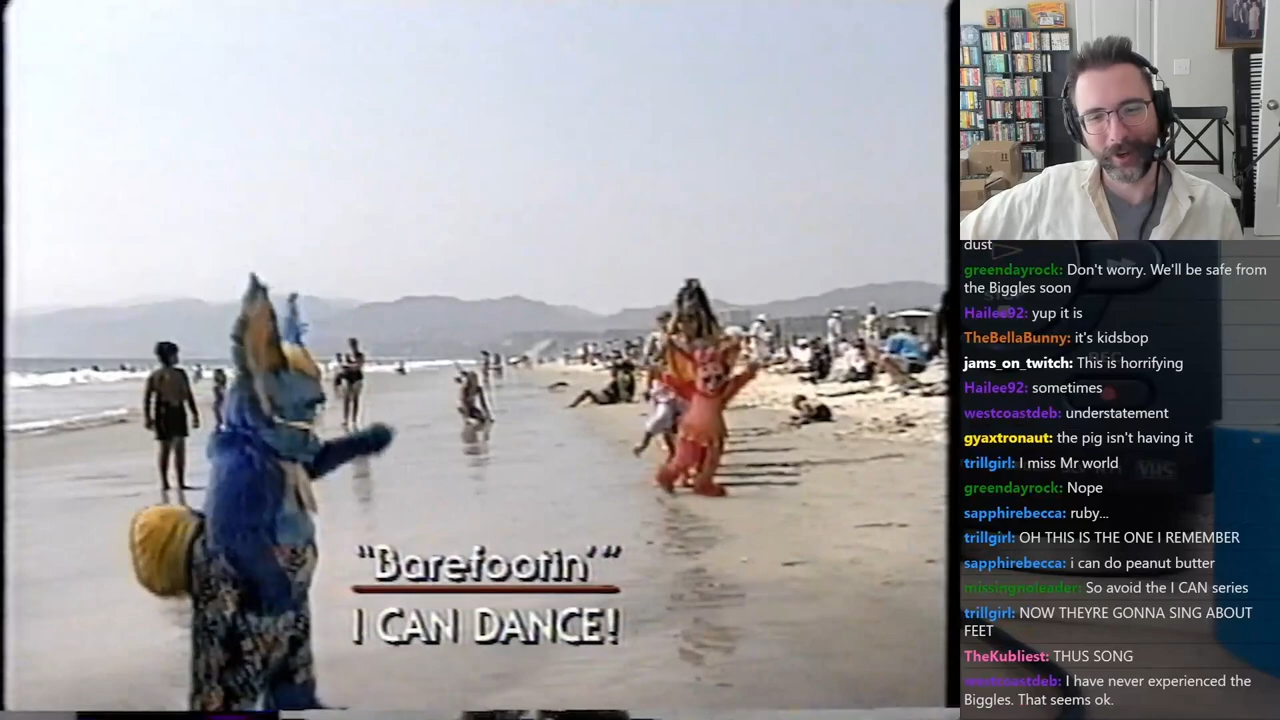 "Barefootin'"
I CAN DANCE!
dust
greendayrock: Don't worry. We'll be safe from
the Biggles soon
Hailee92: yup it is
TheBellaBunny: it's kidsbop
jams_on_twitch: This is horrifying
Hailee92: sometimes
westcoastdeb: understatement
gyaxtronaut: the pig isn't having it
trillgirl: I miss Mr world
greendayrock: Nope
sapphirebecca: ruby...
trillgirl: OH THIS IS THE ONE I REMEMBER
sapphirebecca: i can do peanut butter
missingnoleader: So avoid the I CAN series
trillgirl: NOW THEYRE GONNA SING ABOUT
FEET
TheKubliest: THUS SONG
westcoastdeb: I have never experienced the
Biggles. That seems ok.
VHS